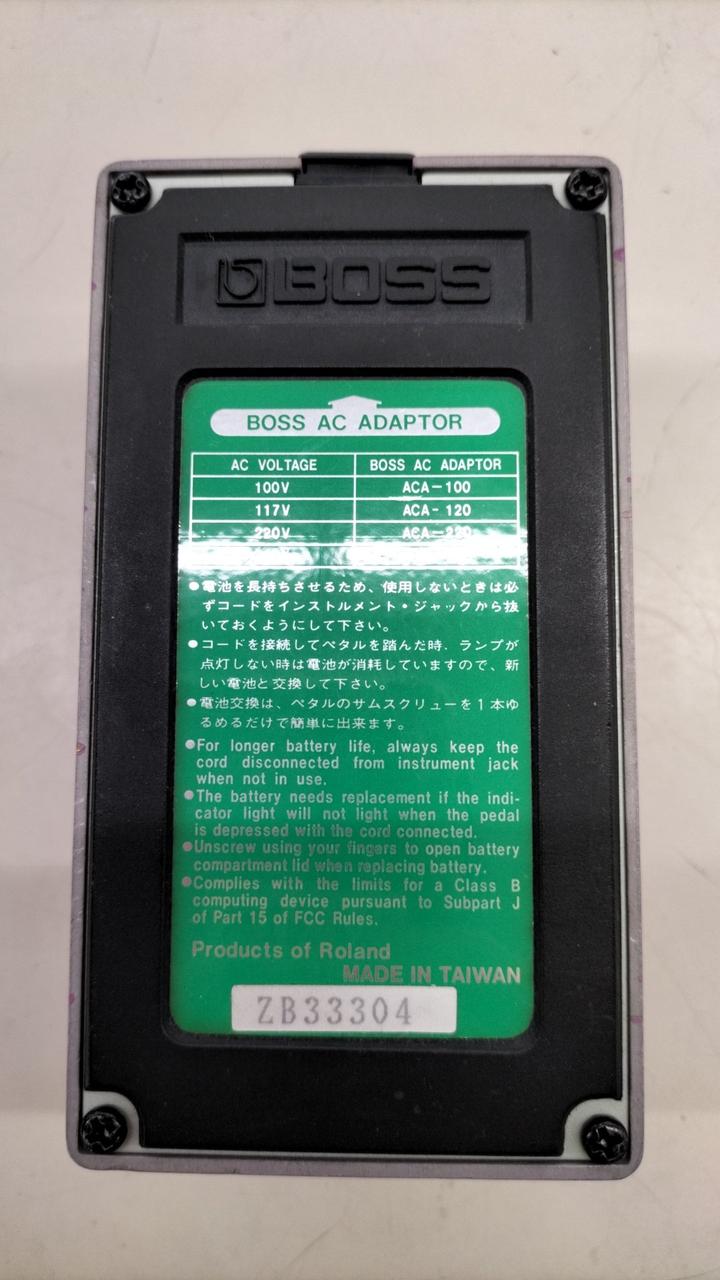 BOSS
BOSS AC ADAPTOR
AC VOLTAGE BOSS AC ADAPTOR
100V ACA-100
117V ACA-120
220V ACA-220
●電池を長持ちさせるため、使用しないときは必
ずコードをインストルメント・ジャックから抜
いておくようにして下さい。
●コードを接続してペタルを踏んだ時、ランプが
点灯しない時は電池が消耗していますので、新
しい電池と交換して下さい。
●電池交換は、ペタルのサムスクリューを1本ゆ
るめるだけで簡単に出来ます。
●For longer battery life, always keep the
cord disconnected from instrument jack
when not in use.
●The battery needs replacement if the indi-
cator light will not light when the pedal
is depressed with the cord connected.
●Unscrew using your fingers to open battery
compartment lid when replacing battery.
●Complies with the limits for a Class B
computing device pursuant to Subpart J
of Part 15 of FCC Rules.
Products of Roland
MADE IN TAIWAN
ZB33304